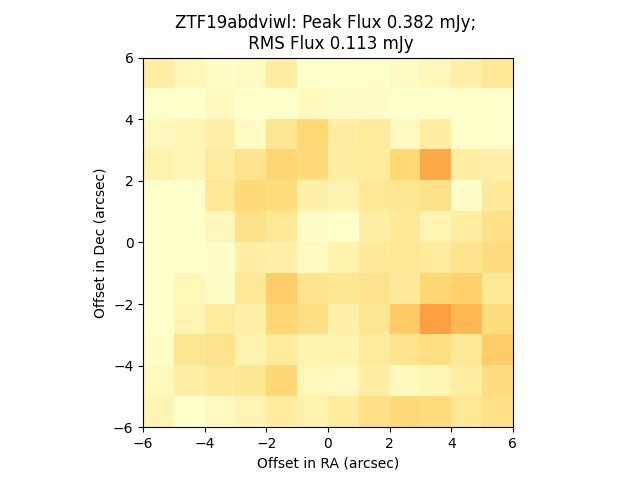 ZTF19abdviwl: Peak Flux 0.382 mJy;
RMS Flux 0.113 mJy
6
4
2
0
−2
−4
−6
Offset in Dec (arcsec)
−6 −4 −2 0 2 4 6
Offset in RA (arcsec)